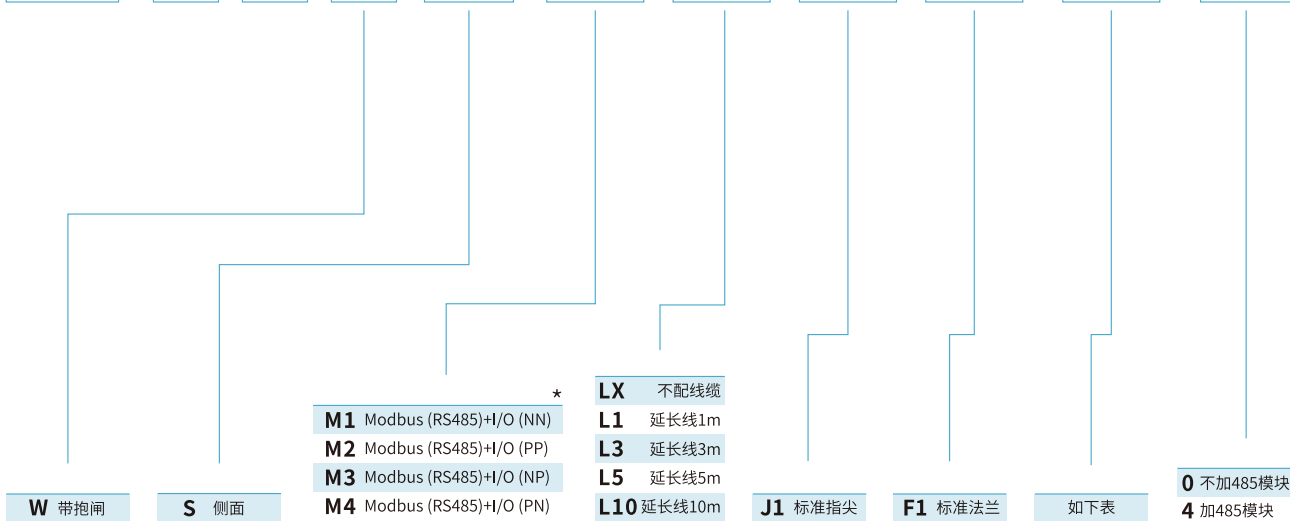 W 带抱闸
S 侧面
*
M1 Modbus (RS485)+I/O (NN)
M2 Modbus (RS485)+I/O (PP)
M3 Modbus (RS485)+I/O (NP)
M4 Modbus (RS485)+I/O (PN)
LX 不配线缆
L1 延长线1m
L3 延长线3m
L5 延长线5m
L10 延长线10m
J1 标准指尖
F1 标准法兰
如下表
0 不加485模块
4 加485模块